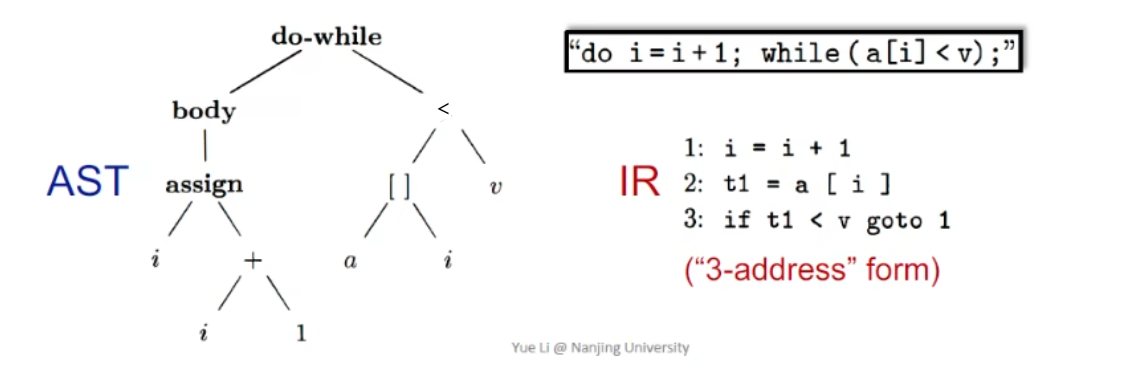 do-while
"do i=i+1; while(a[i]<v);"
body
<
AST
assign
[ ]
v
i
+
a
i
i
1
IR
1: i = i + 1
2: t1 = a [ i ]
3: if t1 < v goto 1
("3-address" form)
Yue Li @ Nanjing University